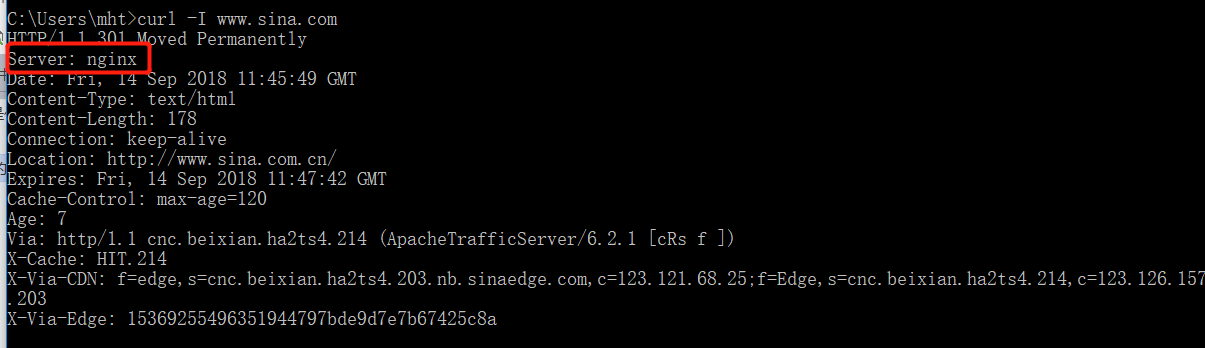 C:\Users\mht>curl -I www.sina.com
HTTP/1.1 301 Moved Permanently
Server: nginx
Date: Fri, 14 Sep 2018 11:45:49 GMT
Content-Type: text/html
Content-Length: 178
Connection: keep-alive
Location: http://www.sina.com.cn/
Expires: Fri, 14 Sep 2018 11:47:42 GMT
Cache-Control: max-age=120
Age: 7
Via: http/1.1 cnc.beixian.ha2ts4.214 (ApacheTrafficServer/6.2.1 [cRs f ])
X-Cache: HIT.214
X-Via-CDN: f=edge,s=cnc.beixian.ha2ts4.203.nb.sinaedge.com,c=123.121.68.25;f=Edge,s=cnc.beixian.ha2ts4.214,c=123.126.157
.203
X-Via-Edge: 15369255496351944797bde9d7e7b67425c8a